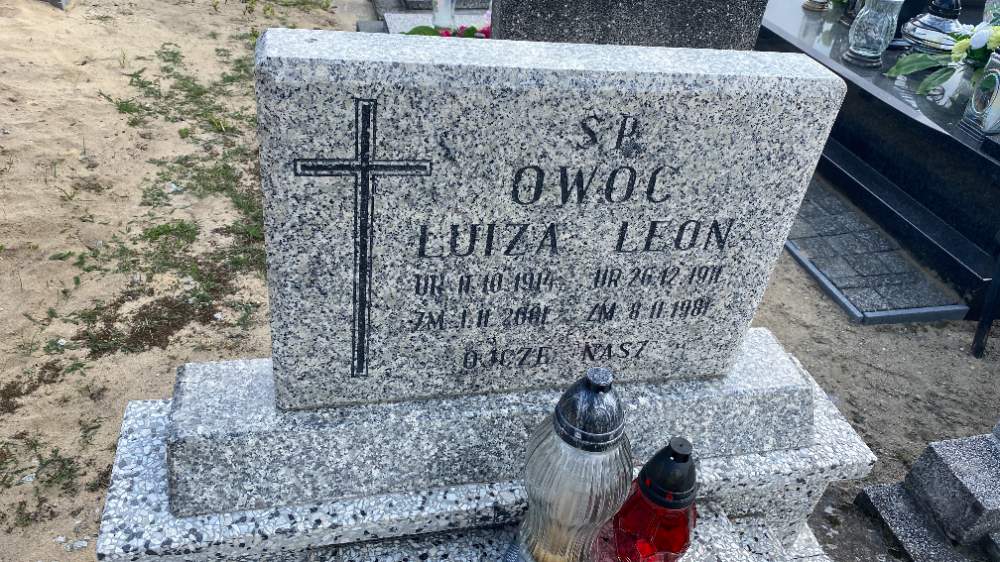 Ś.P.
OWOC
LUIZA LEON
UR 11.10.1914 UR 26.12.1911
ZM 1.11.2001 ZM 8.11.1981
OJCZE NASZ